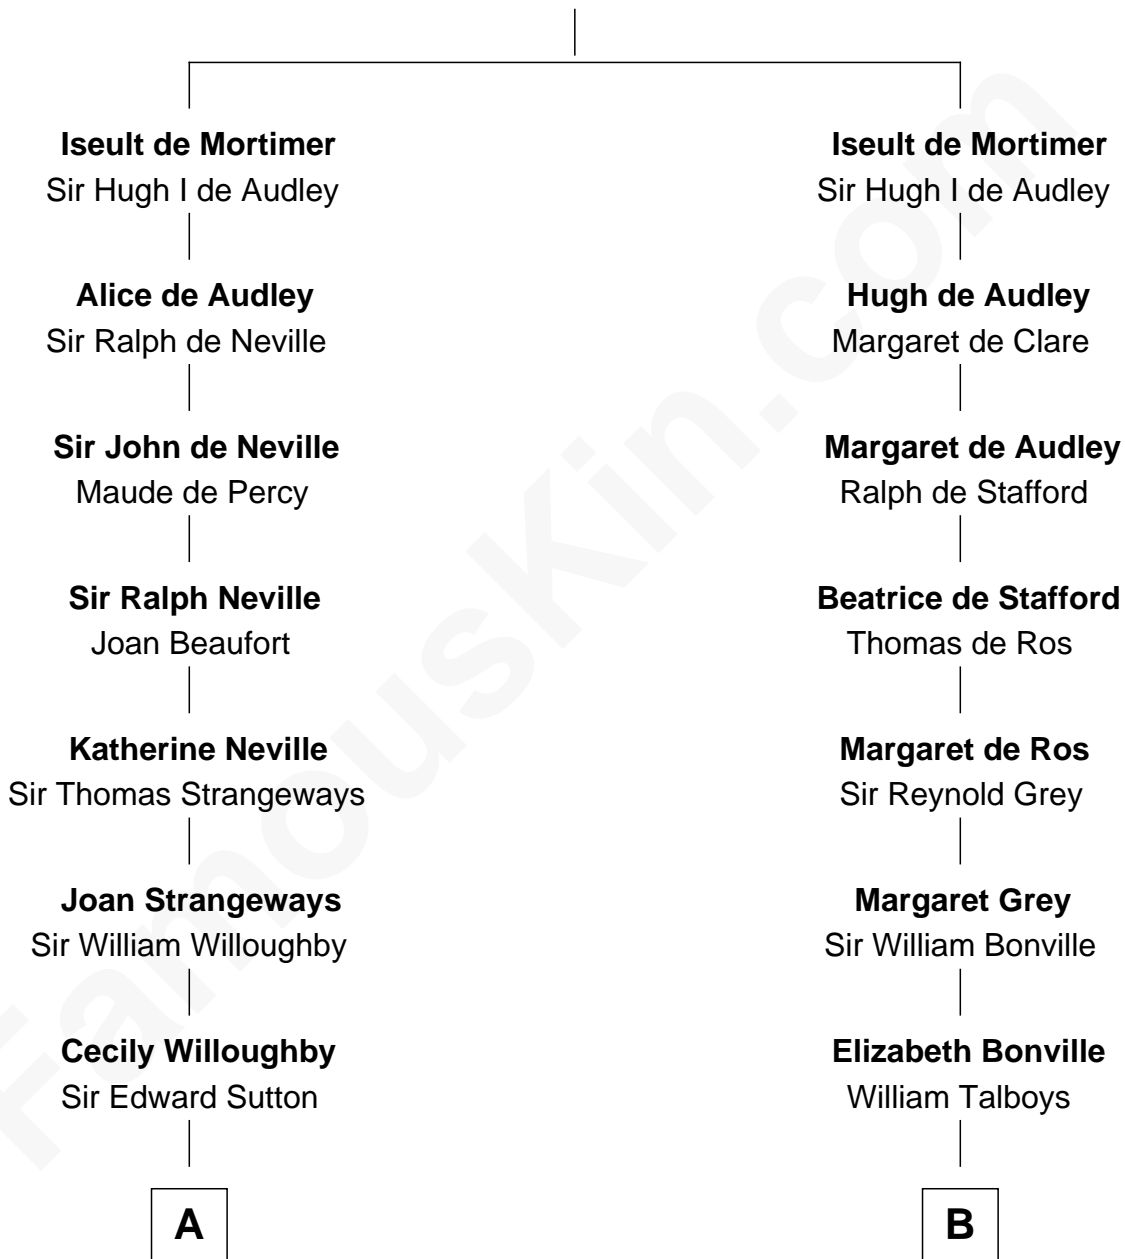 Iseult de Mortimer
Sir Hugh I de Audley
Alice de Audley
Sir Ralph de Neville
Sir John de Neville
Maude de Percy
Sir Ralph Neville
Joan Beaufort
Katherine Neville
Sir Thomas Strangeways
Joan Strangeways
Sir William Willoughby
Cecily Willoughby
Sir Edward Sutton
A
Iseult de Mortimer
Sir Hugh I de Audley
Hugh de Audley
Margaret de Clare
Margaret de Audley
Ralph de Stafford
Beatrice de Stafford
Thomas de Ros
Margaret de Ros
Sir Reynold Grey
Margaret Grey
Sir William Bonville
Elizabeth Bonville
William Talboys
B
FamousKin.com